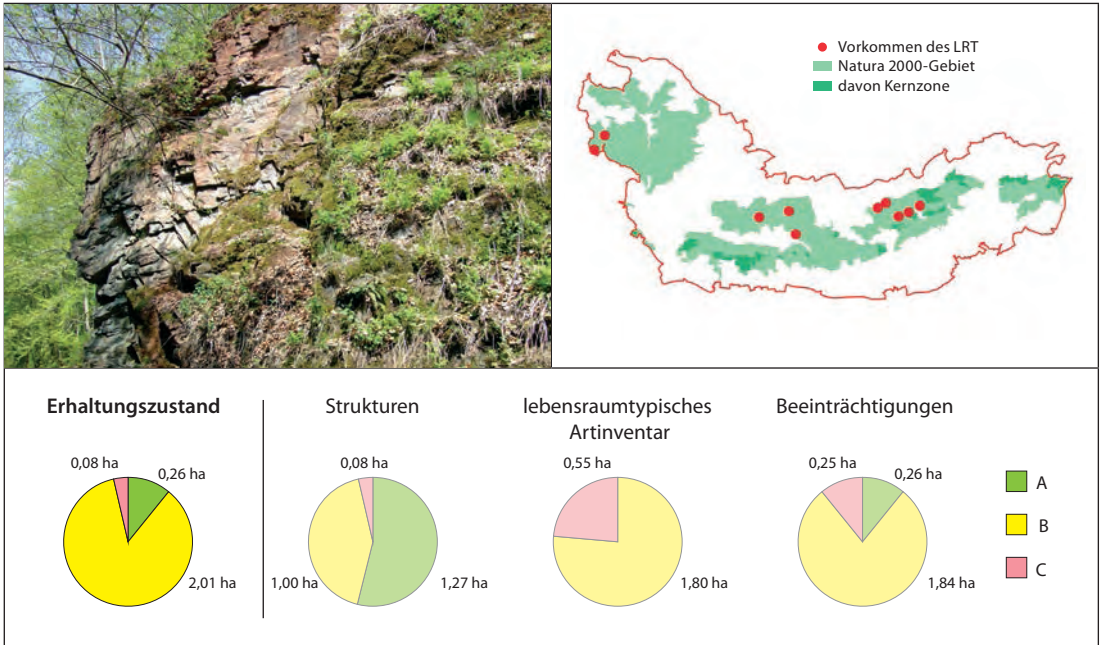 Vorkommen des LRT
Natura 2000-Gebiet
davon Kernzone
Erhaltungszustand
0,08 ha
0,26 ha
2,01 ha
Strukturen
0,08 ha
1,00 ha
1,27 ha
lebensraumtypisches
Artinventar
0,55 ha
1,80 ha
Beeinträchtigungen
0,25 ha
0,26 ha
1,84 ha
A
B
C